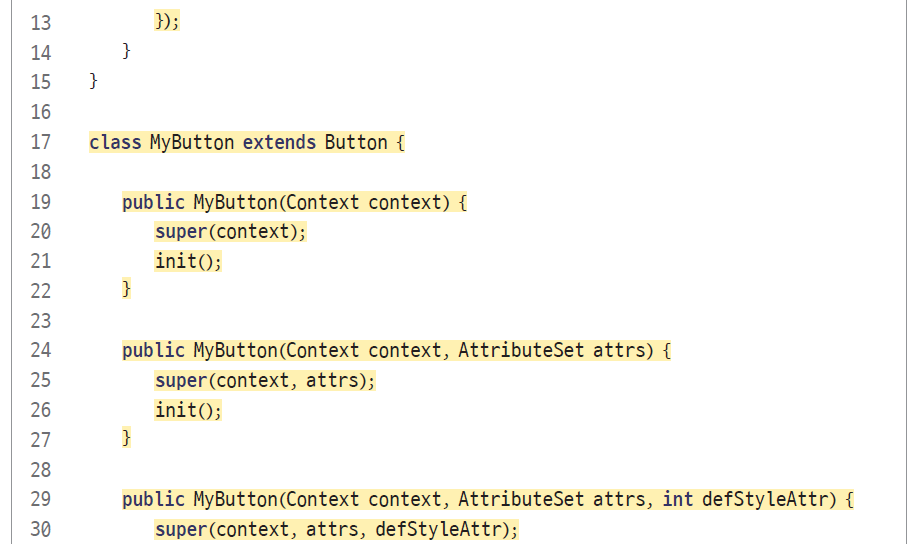 13 });
14 }
15 }
16
17 class MyButton extends Button {
18
19 public MyButton(Context context) {
20 super(context);
21 init();
22 }
23
24 public MyButton(Context context, AttributeSet attrs) {
25 super(context, attrs);
26 init();
27 }
28
29 public MyButton(Context context, AttributeSet attrs, int defStyleAttr) {
30 super(context, attrs, defStyleAttr);